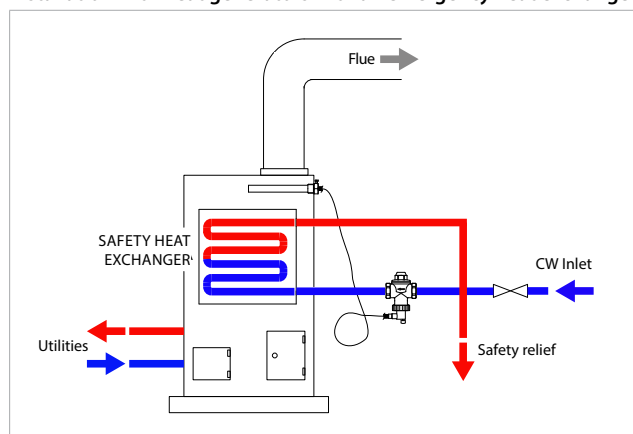 Flue
SAFETY HEAT
EXCHANGER
CW Inlet
Utilities
Safety relief